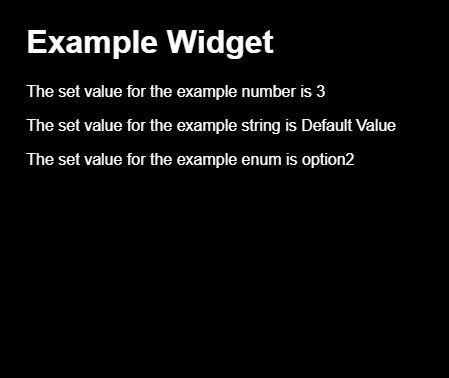 Example Widget
The set value for the example number is 3
The set value for the example string is Default Value
The set value for the example enum is option2